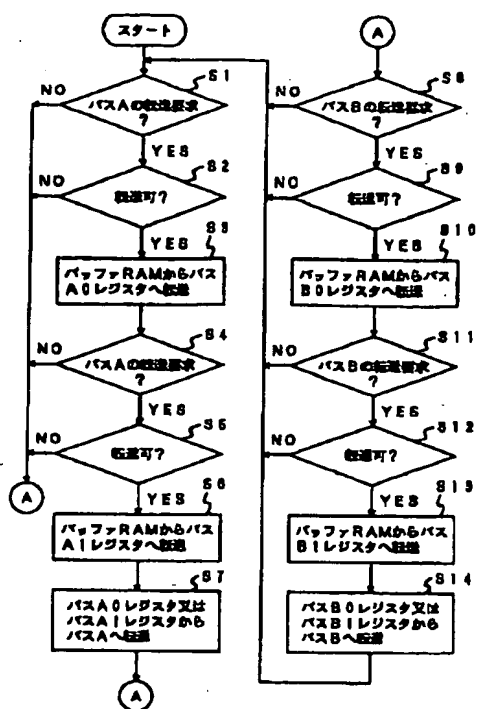 スタート
S1
NO
バスAの転送要求
?
YES
S2
NO
転送可?
YES
S3
バッファRAMからバス
A0レジスタへ転送
S4
NO
バスAの転送要求
?
YES
S5
NO
転送可?
A
YES
S6
バッファRAMからバス
A1レジスタへ転送
S7
バスA0レジスタ又は
バスA1レジスタから
バスAへ転送
A
A
S8
NO
バスBの転送要求
?
YES
S9
NO
転送可?
YES
S10
バッファRAMからバス
B0レジスタへ転送
S11
NO
バスBの転送要求
?
YES
S12
NO
転送可?
YES
S13
バッファRAMからバス
B1レジスタへ転送
S14
バスB0レジスタ又は
バスB1レジスタから
バスBへ転送